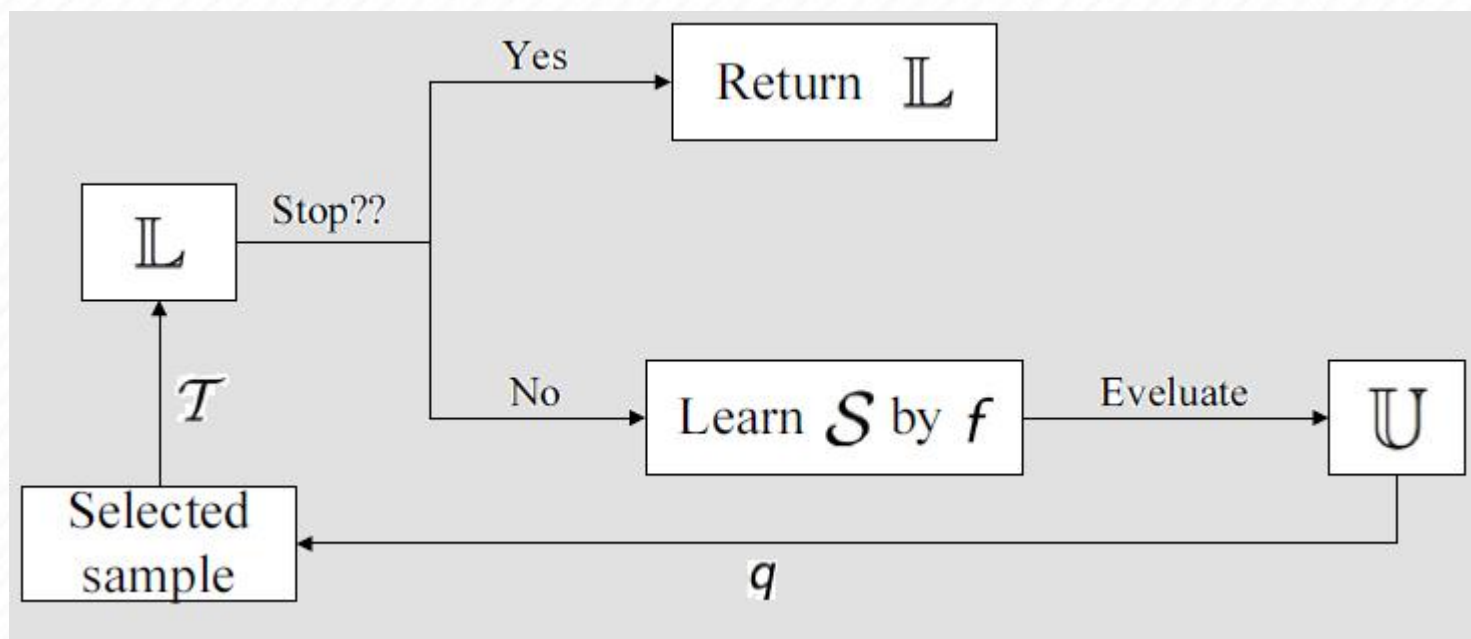 Yes
Return 𝕃
Stop??
𝕃
𝒯
No
Learn 𝒮 by f
Eveluate
𝕌
Selected
sample
q